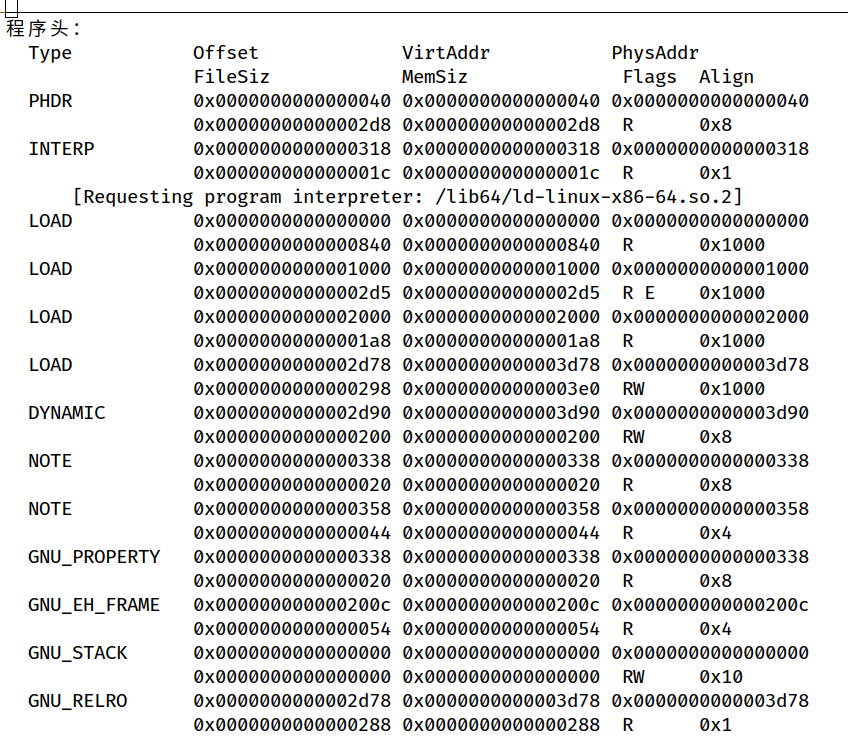 程序头：
Type Offset VirtAddr PhysAddr
FileSiz MemSiz Flags Align
PHDR 0x0000000000000040 0x0000000000000040 0x0000000000000040
0x00000000000002d8 0x00000000000002d8 R 0x8
INTERP 0x0000000000000318 0x0000000000000318 0x0000000000000318
0x000000000000001c 0x000000000000001c R 0x1
[Requesting program interpreter: /lib64/ld-linux-x86-64.so.2]
LOAD 0x0000000000000000 0x0000000000000000 0x0000000000000000
0x0000000000000840 0x0000000000000840 R 0x1000
LOAD 0x0000000000001000 0x0000000000001000 0x0000000000001000
0x00000000000002d5 0x00000000000002d5 R E 0x1000
LOAD 0x0000000000002000 0x0000000000002000 0x0000000000002000
0x00000000000001a8 0x00000000000001a8 R 0x1000
LOAD 0x0000000000002d78 0x0000000000003d78 0x0000000000003d78
0x0000000000000298 0x00000000000003e0 RW 0x1000
DYNAMIC 0x0000000000002d90 0x0000000000003d90 0x0000000000003d90
0x0000000000000200 0x0000000000000200 RW 0x8
NOTE 0x0000000000000338 0x0000000000000338 0x0000000000000338
0x0000000000000020 0x0000000000000020 R 0x8
NOTE 0x0000000000000358 0x0000000000000358 0x0000000000000358
0x0000000000000044 0x0000000000000044 R 0x4
GNU_PROPERTY 0x0000000000000338 0x0000000000000338 0x0000000000000338
0x0000000000000020 0x0000000000000020 R 0x8
GNU_EH_FRAME 0x000000000000200c 0x000000000000200c 0x000000000000200c
0x0000000000000054 0x0000000000000054 R 0x4
GNU_STACK 0x0000000000000000 0x0000000000000000 0x0000000000000000
0x0000000000000000 0x0000000000000000 RW 0x10
GNU_RELRO 0x0000000000002d78 0x0000000000003d78 0x0000000000003d78
0x0000000000000288 0x0000000000000288 R 0x1